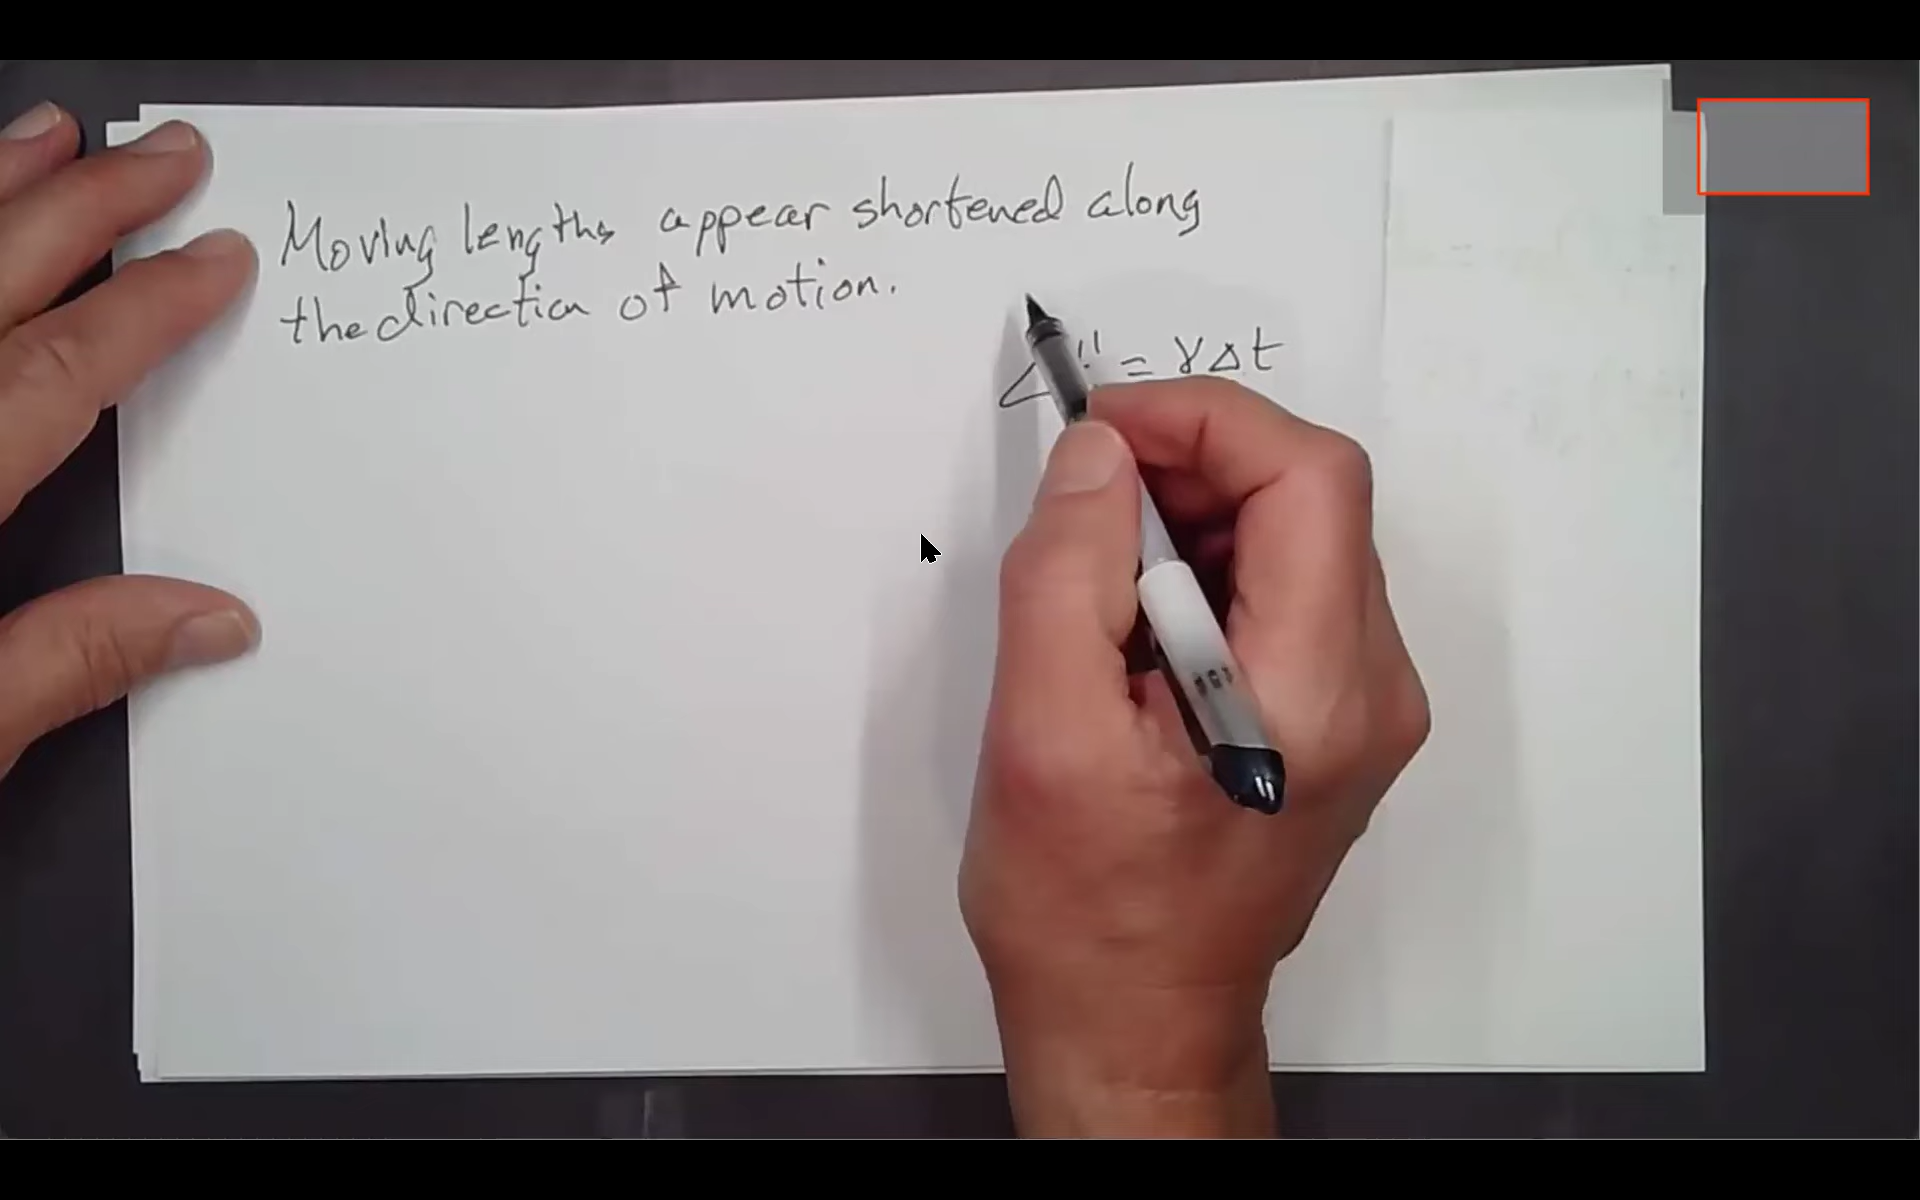 Moving lengths appear shortened along
the direction of motion.
= γΔt